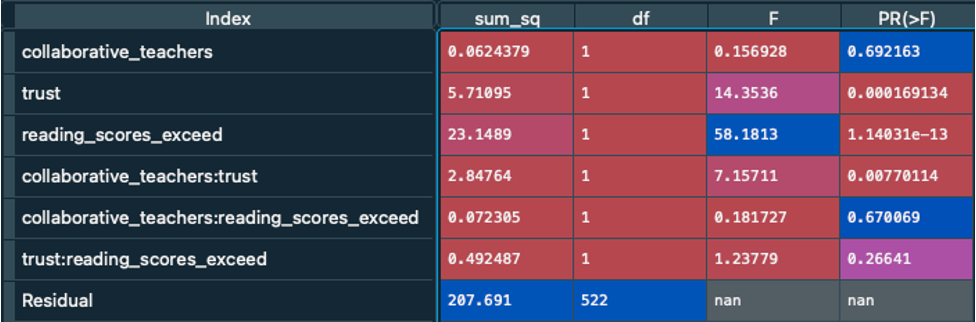 Index sum_sq df F PR(>F)
collaborative_teachers 0.0624379 1 0.156928 0.692163
trust 5.71095 1 14.3536 0.000169134
reading_scores_exceed 23.1489 1 58.1813 1.14031e-13
collaborative_teachers:trust 2.84764 1 7.15711 0.00770114
collaborative_teachers:reading_scores_exceed 0.072305 1 0.181727 0.670069
trust:reading_scores_exceed 0.492487 1 1.23779 0.26641
Residual 207.691 522 nan nan